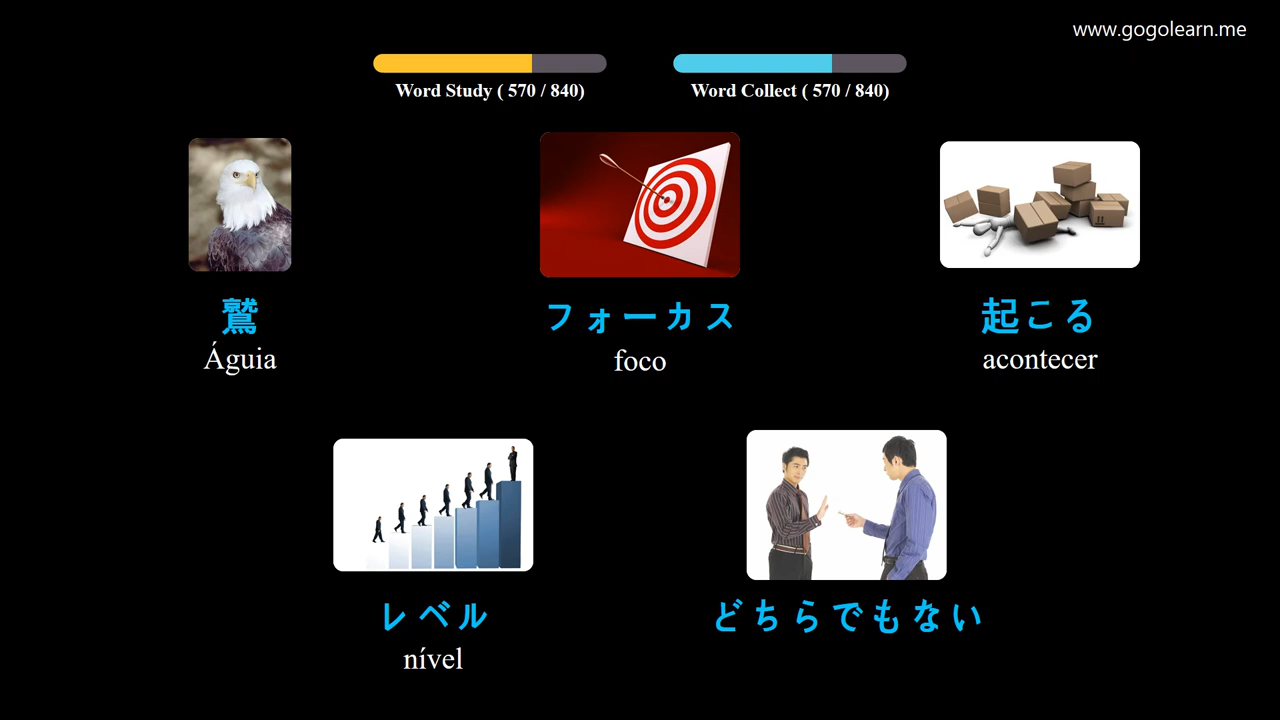 www.gogolearn.me
Word Study ( 570 / 840)
Word Collect ( 570 / 840)
鷲
Águia
フォーカス
foco
起こる
acontecer
レベル
nível
どちらでもない